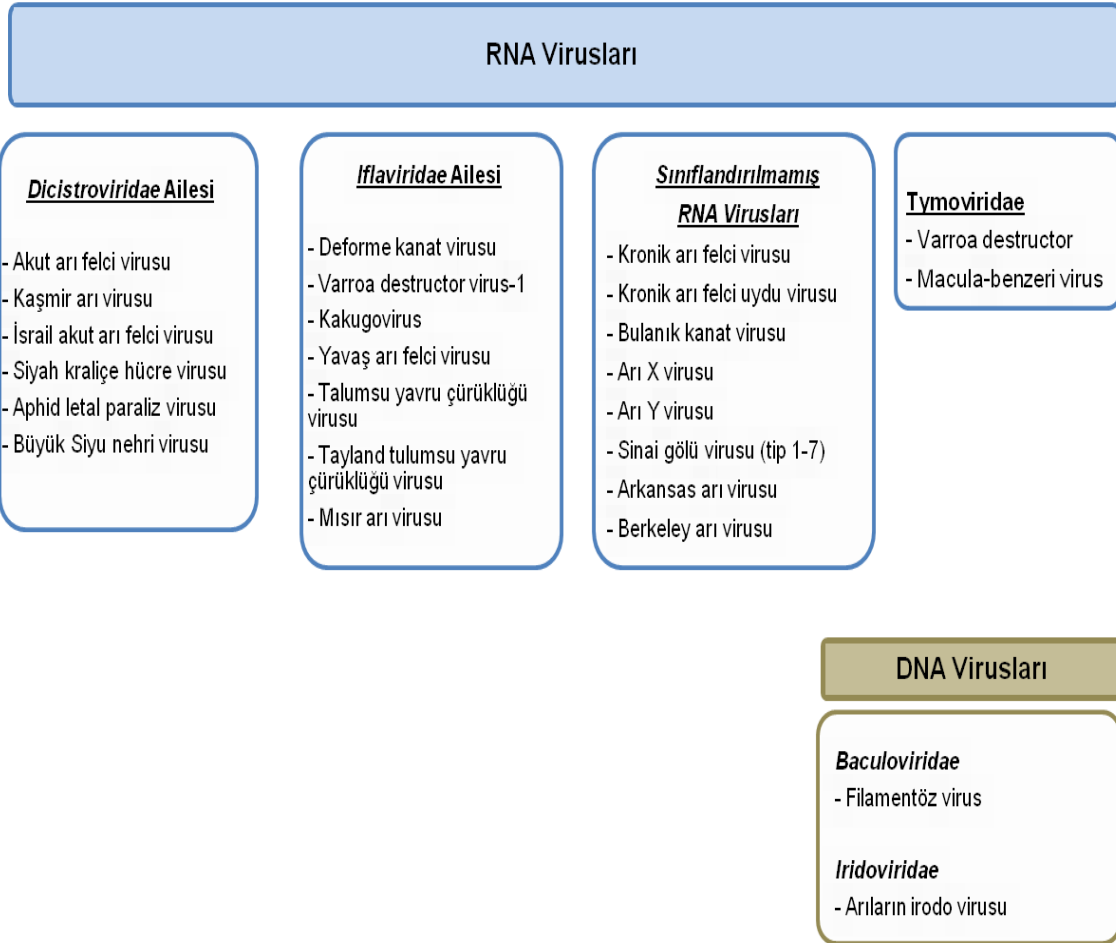 RNA Virusları
Dicistroviridae Ailesi
- Akut arı felci virusu
- Kaşmir arı virusu
- İsrail akut arı felci virusu
- Siyah kraliçe hücre virusu
- Aphid letal paraliz virusu
- Büyük Siyu nehri virusu
Iflaviridae Ailesi
- Deforme kanat virusu
- Varroa destructor virus-1
- Kakugovirus
- Yavaş arı felci virusu
- Talumsu yavru çürüklüğü
virusu
- Tayland tulumsu yavru
çürüklüğü virusu
- Mısır arı virusu
Sınıflandırılmamış
RNA Virusları
- Kronik arı felci virusu
- Kronik arı felci uydu virusu
- Bulanık kanat virusu
- Arı X virusu
- Arı Y virusu
- Sinai gölü virusu (tip 1-7)
- Arkansas arı virusu
- Berkeley arı virusu
Tymoviridae
- Varroa destructor
- Macula-benzeri virus
DNA Virusları
Baculoviridae
- Filamentöz virus
Iridoviridae
- Arıların irodo virusu